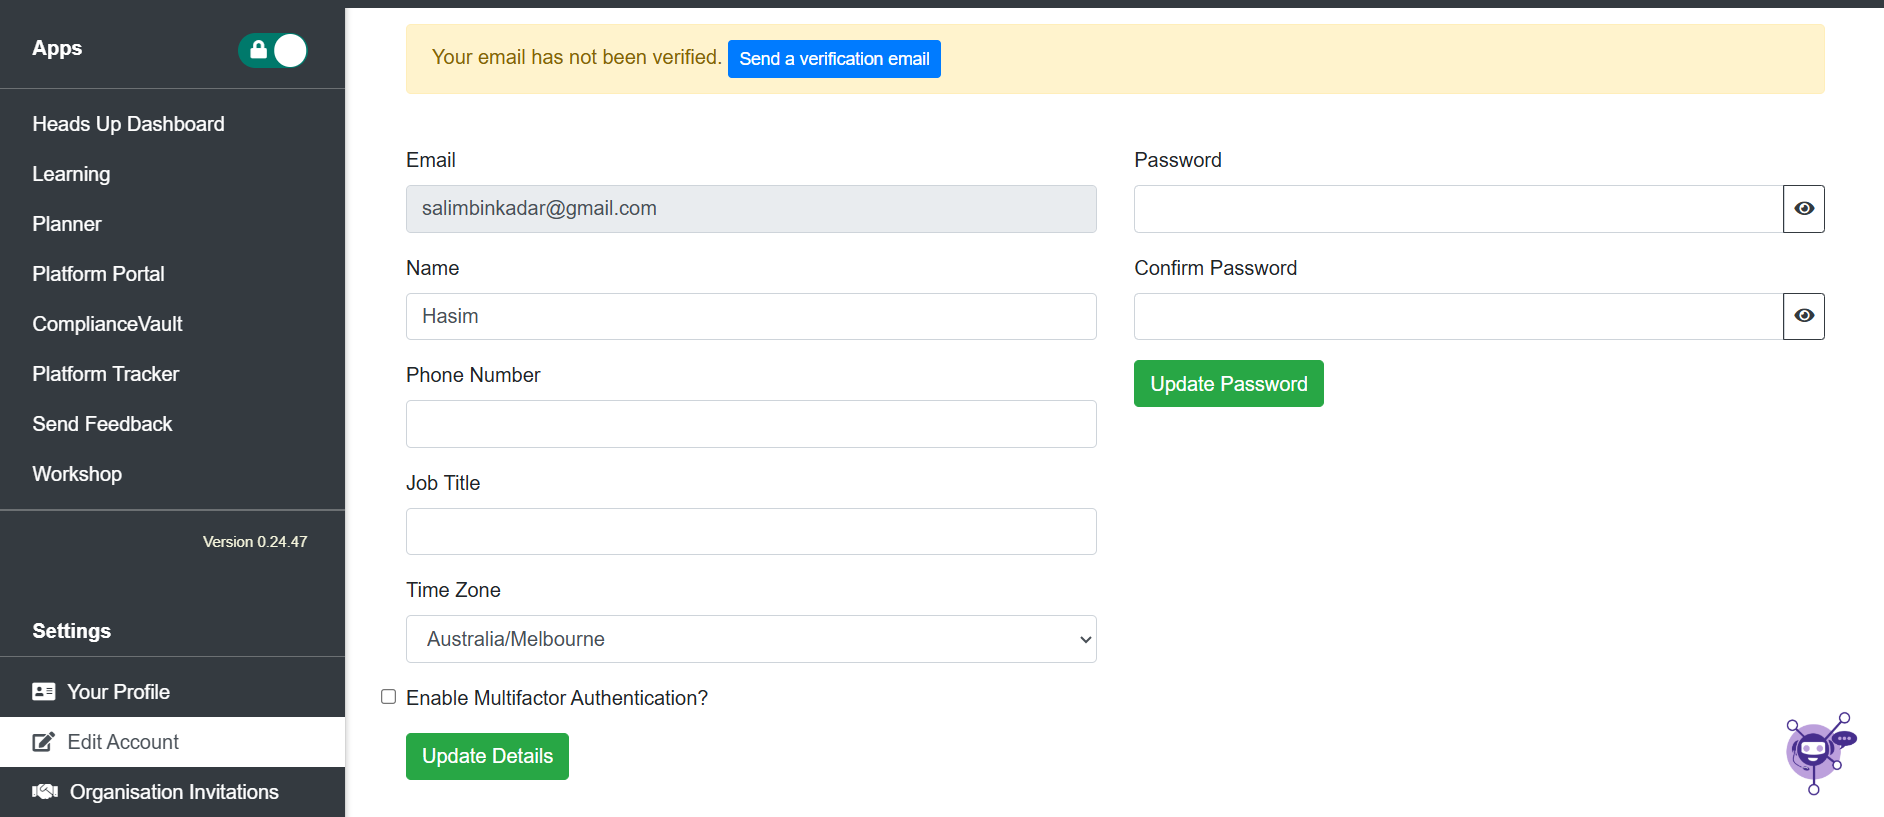 Apps
Heads Up Dashboard
Learning
Planner
Platform Portal
ComplianceVault
Platform Tracker
Send Feedback
Workshop
Version 0.24.47
Settings
Your Profile
Edit Account
Organisation Invitations
Your email has not been verified. Send a verification email
Email
salimbinkadar@gmail.com
Name
Hasim
Phone Number
Job Title
Time Zone
Australia/Melbourne
Enable Multifactor Authentication?
Update Details
Password
Confirm Password
Update Password